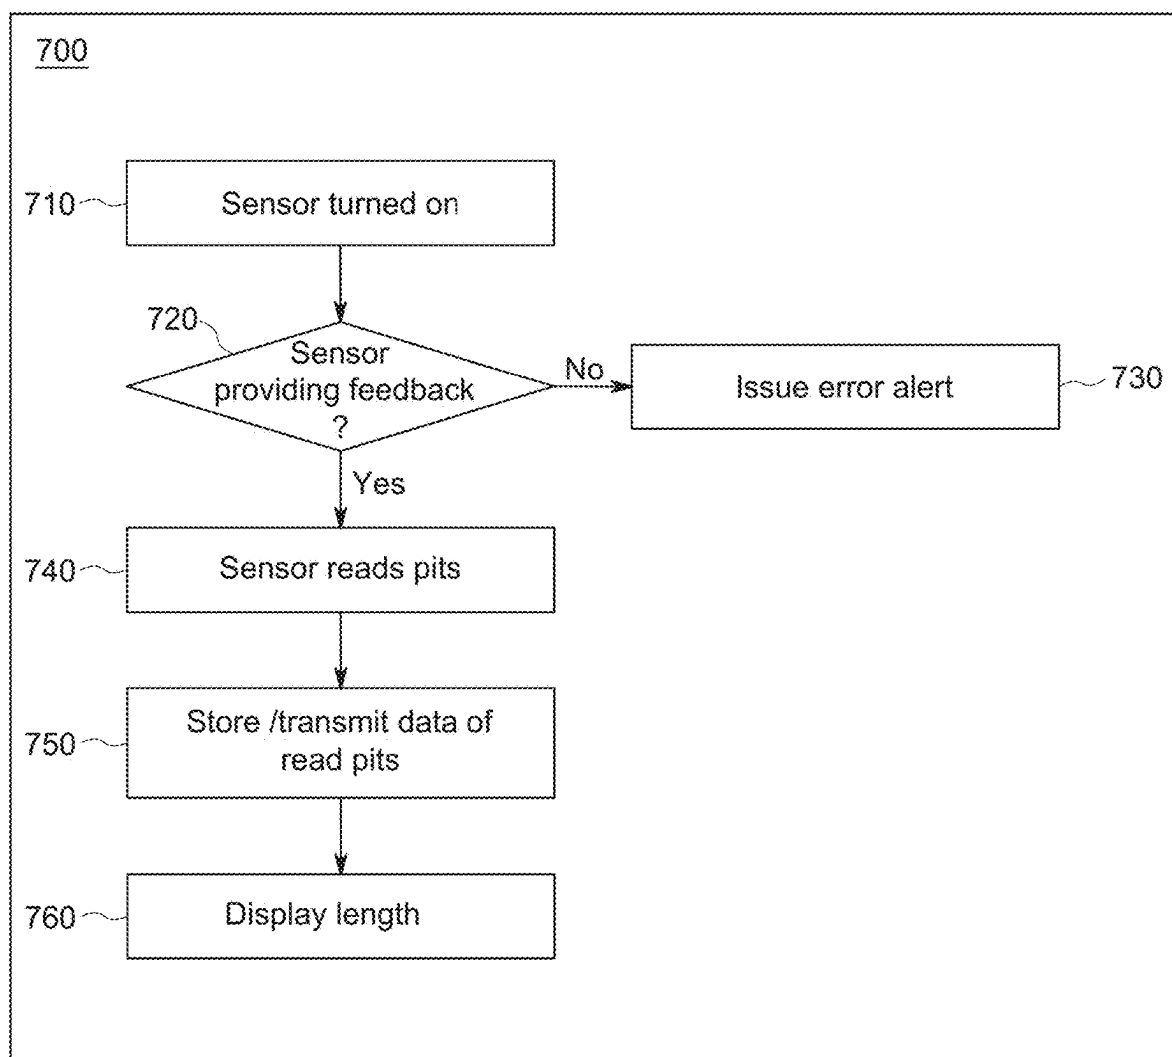 700
710
Sensor turned on
720
Sensor
providing feedback
?
No
Issue error alert
730
Yes
740
Sensor reads pits
750
Store /transmit data of
read pits
760
Display length